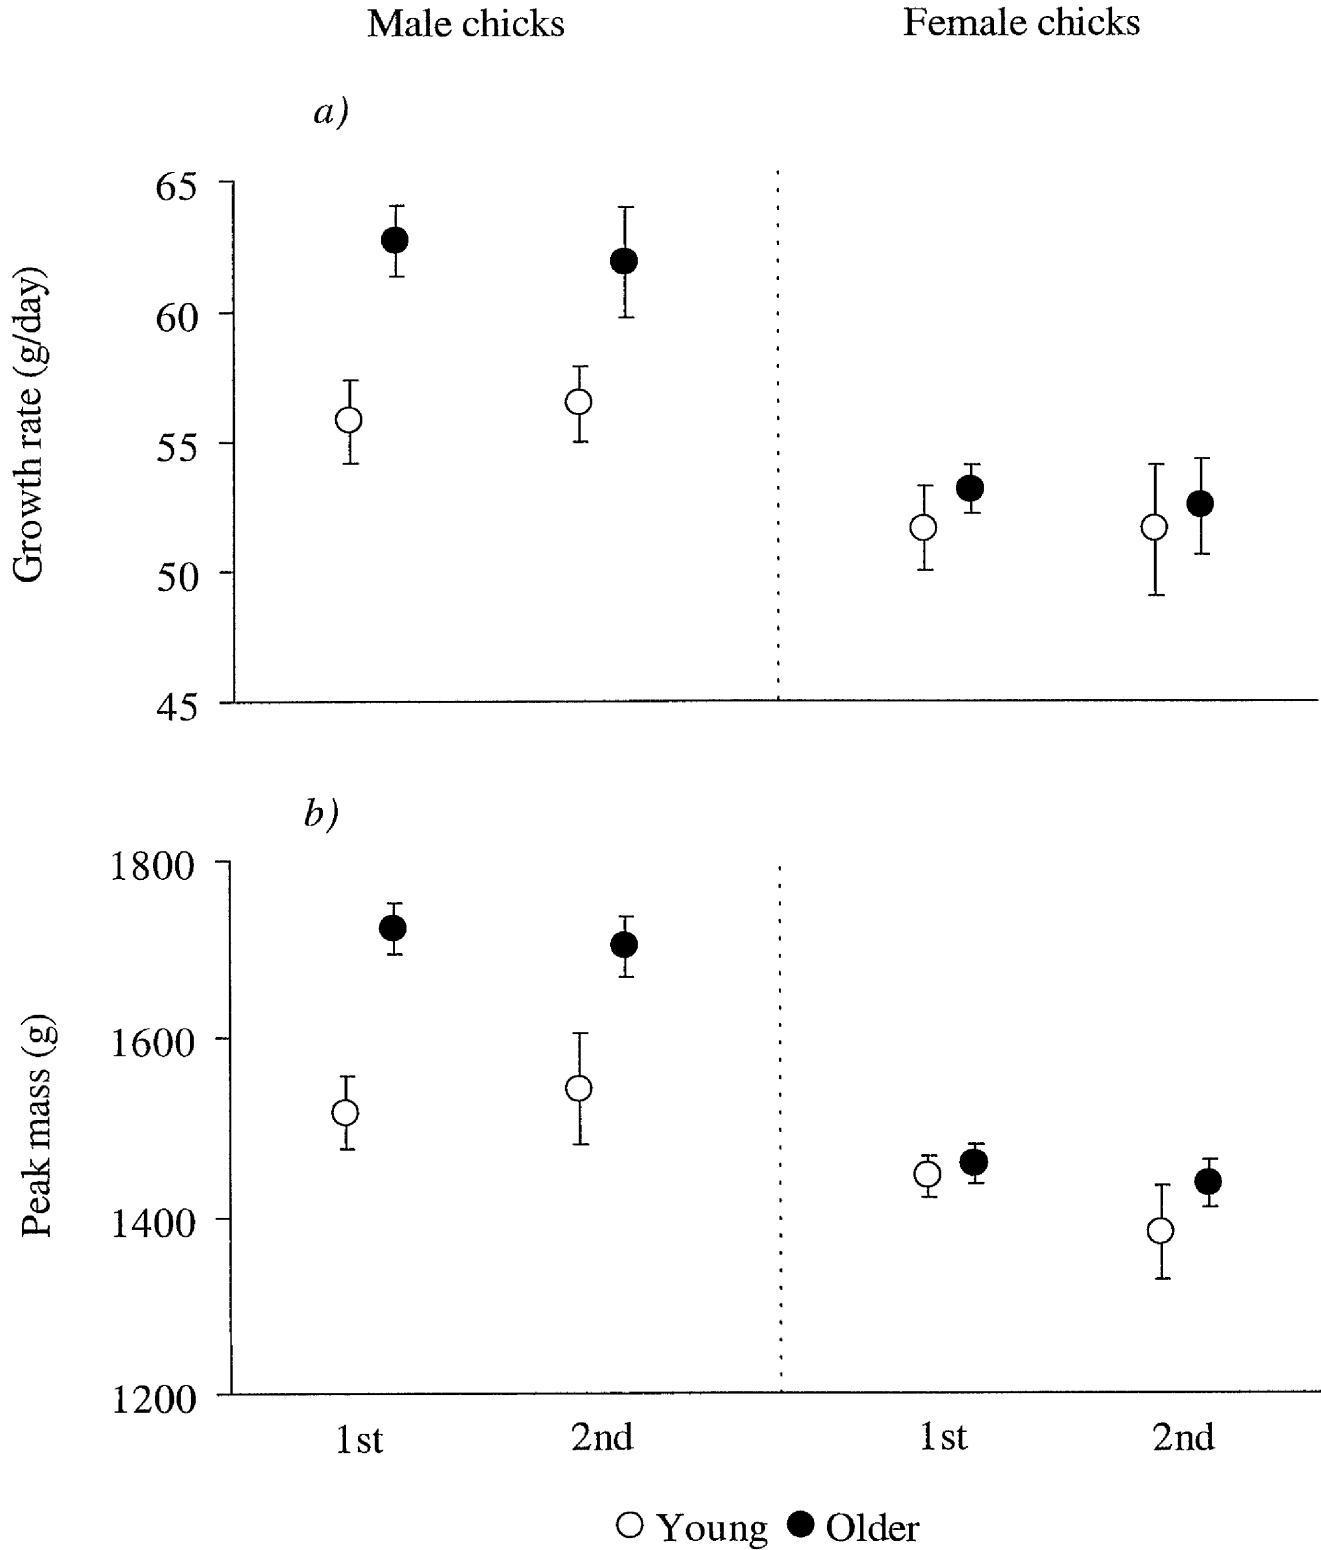 Male chicks
Female chicks
a)
65
60
55
50
45
Growth rate (g/day)
b)
1800
1600
1400
1200
Peak mass (g)
1st 2nd 1st 2nd
Young Older